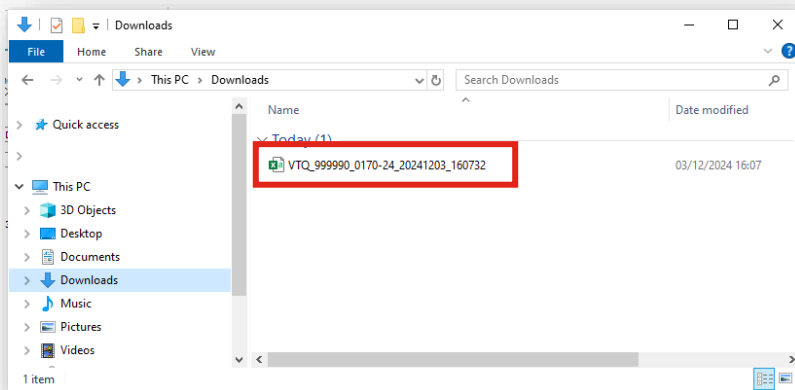 Downloads
File Home Share View
This PC > Downloads
Search Downloads
Name
Date modified
Quick access
Today (1)
VTQ_999990_0170-24_20241203_160732
03/12/2024 16:07
This PC
3D Objects
Desktop
Documents
Downloads
Music
Pictures
Videos
1 item